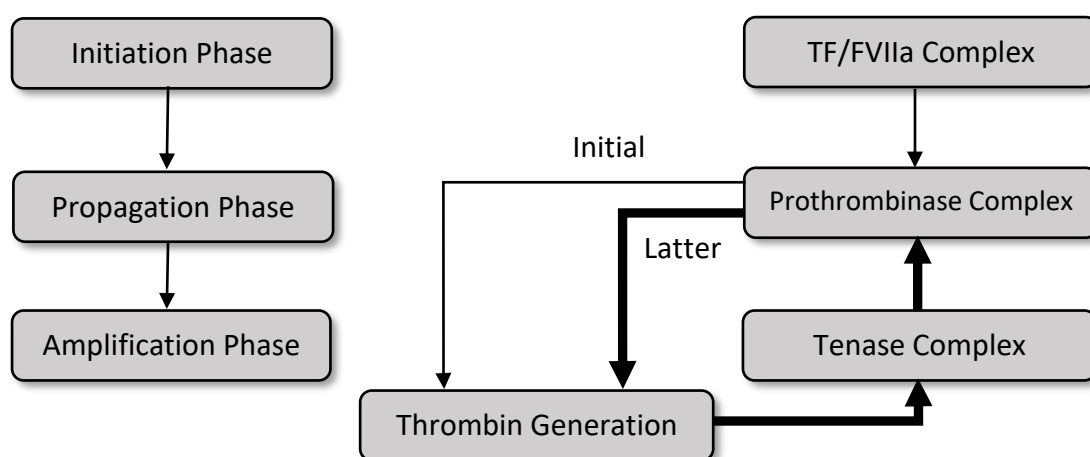 Initiation Phase
Propagation Phase
Amplification Phase
TF/FVIIa Complex
Initial
Prothrombinase Complex
Latter
Tenase Complex
Thrombin Generation